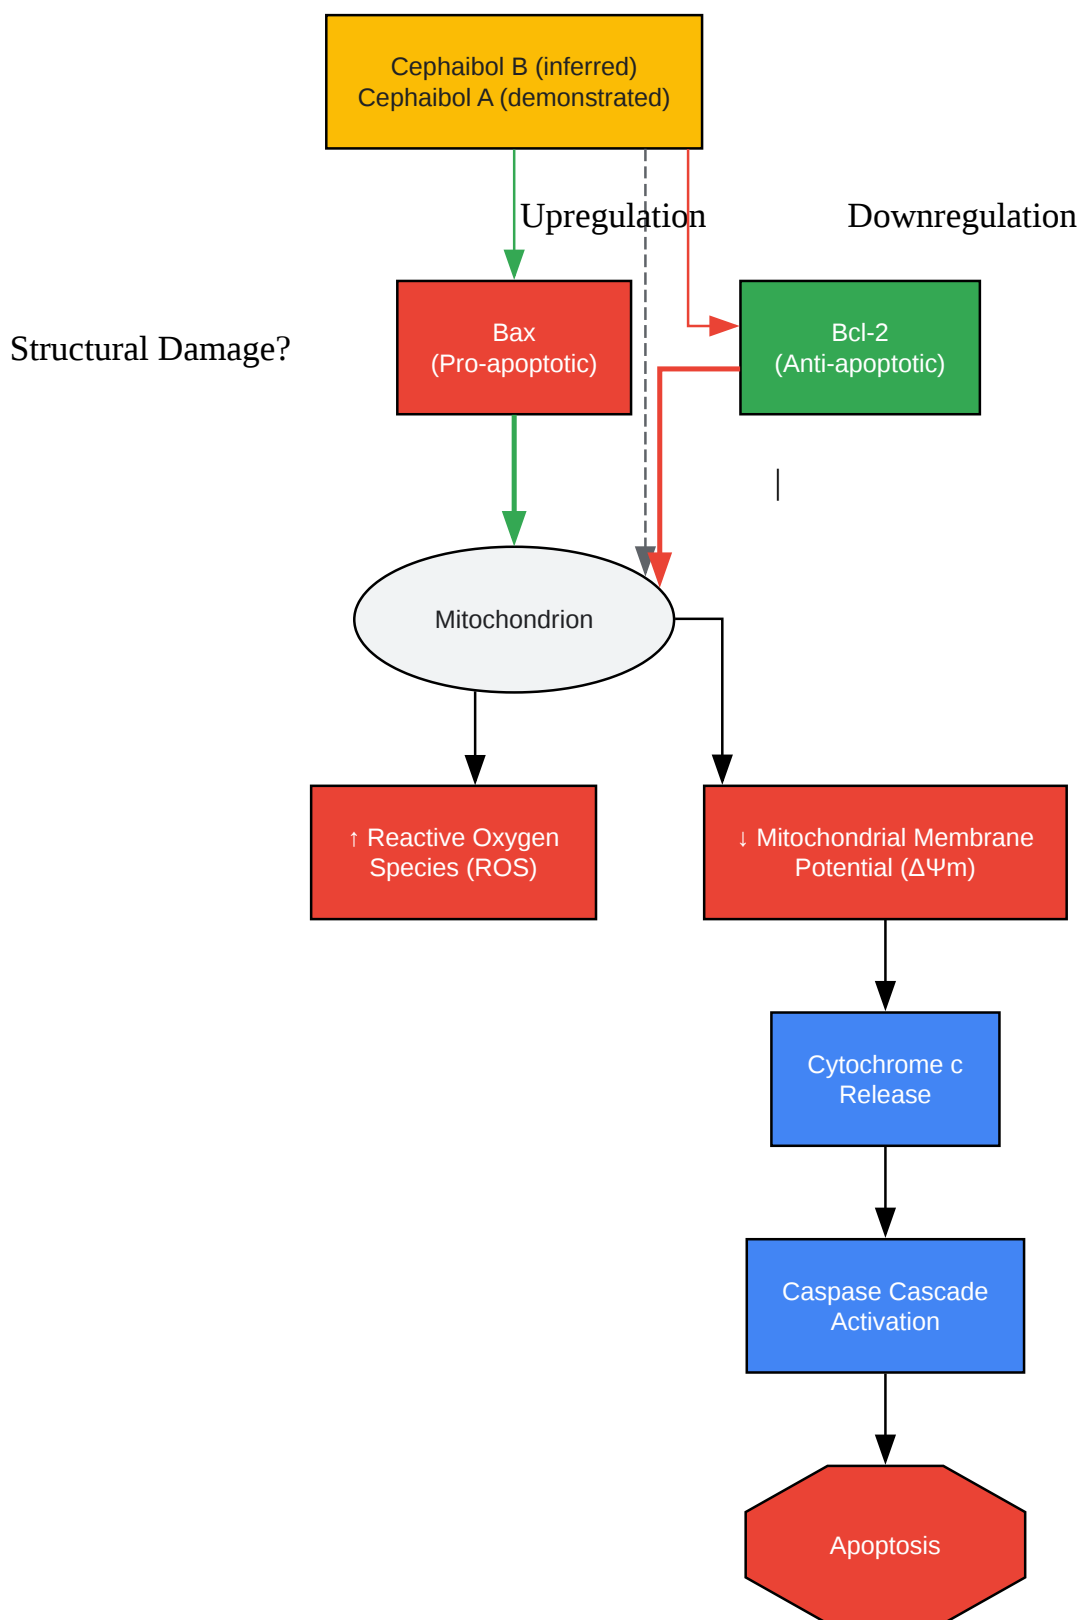 Cephaibol B (inferred)
Cephaibol A (demonstrated)
Upregulation
Downregulation
Structural Damage?
Bax
(Pro-apoptotic)
Bcl-2
(Anti-apoptotic)
|
Mitochondrion
↑ Reactive Oxygen
Species (ROS)
↓ Mitochondrial Membrane
Potential (ΔΨm)
Cytochrome c
Release
Caspase Cascade
Activation
Apoptosis